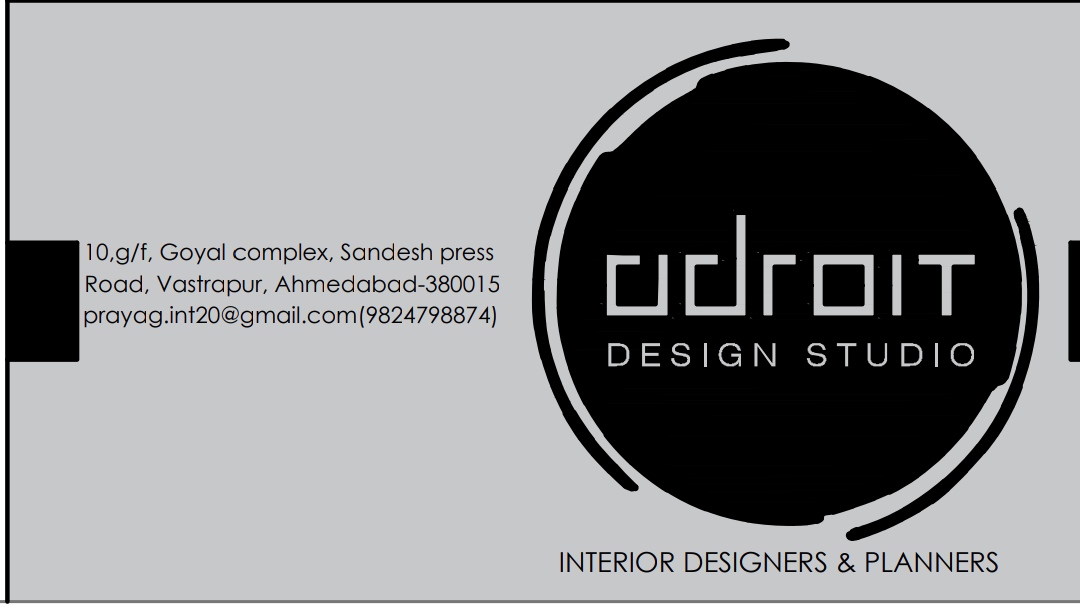 10,g/f, Goyal complex, Sandesh press
Road, Vastrapur, Ahmedabad-380015
prayag.int20@gmail.com(9824798874)
adroit
DESIGN STUDIO
INTERIOR DESIGNERS & PLANNERS